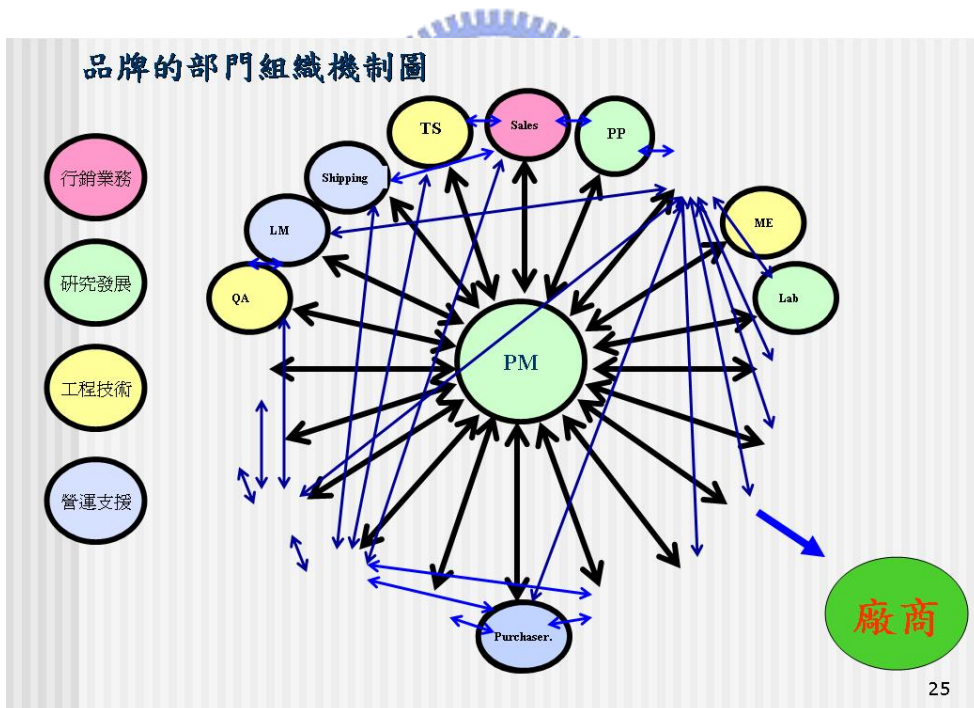 品牌的部門組織機制圖
行銷業務
研究發展
工程技術
營運支援
TS
Sales
PP
Shipping
LM
QA
ME
Lab
PM
Purchaser.
廠商
25